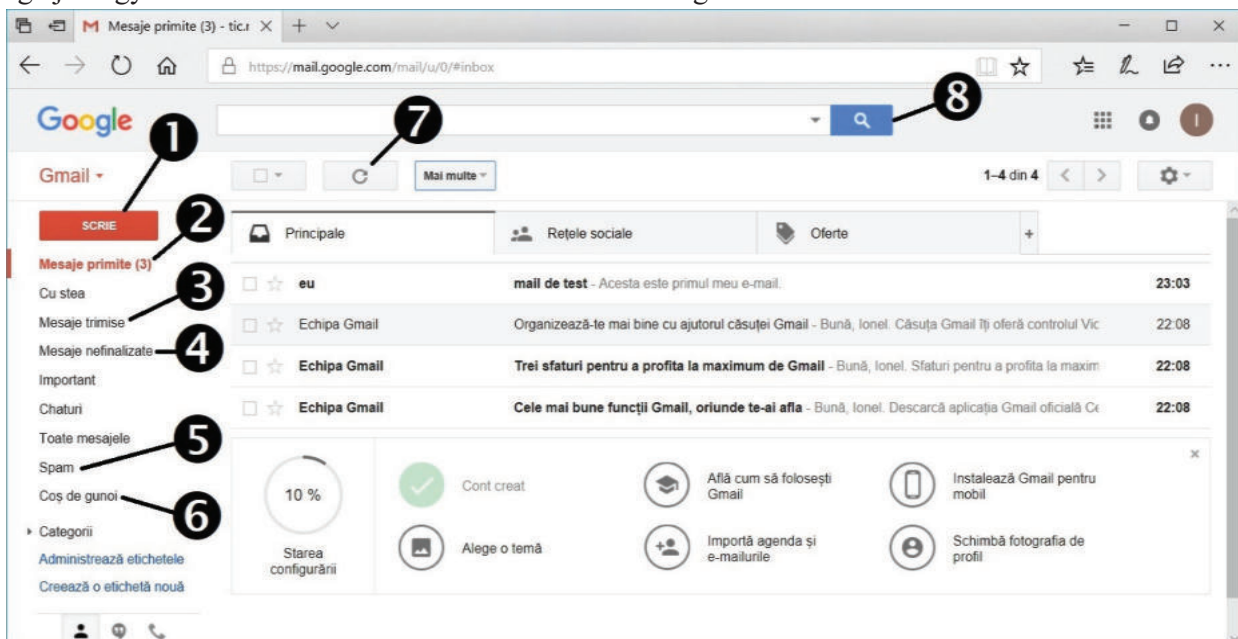 Mesaje primite (3) - tic.r
https://mail.google.com/mail/u/0/#inbox
Google
Gmail
Mai multe
1–4 din 4
SCRIE
Mesaje primite (3)
Cu stea
Mesaje trimise
Mesaje nefinalizate
Important
Chaturi
Toate mesajele
Spam
Coș de gunoi
Categorii
Administrează etichetele
Creează o etichetă nouă
1
2
3
4
5
6
7
8
I
Principale
Rețele sociale
Oferte
eu mail de test - Acesta este primul meu e-mail. 23:03
Echipa Gmail Organizează-te mai bine cu ajutorul căsuței Gmail - Bună, Ionel. Căsuța Gmail îți oferă controlul Vic 22:08
Echipa Gmail Trei sfaturi pentru a profita la maximum de Gmail - Bună, Ionel. Sfaturi pentru a profita la maxim 22:08
Echipa Gmail Cele mai bune funcții Gmail, oriunde te-ai afla - Bună, Ionel. Descarcă aplicația Gmail oficială Ce 22:08
10 %
Starea
configurării
Cont creat
Află cum să folosești
Gmail
Instalează Gmail pentru
mobil
Alege o temă
Importă agenda și
e-mailurile
Schimbă fotografia de
profil